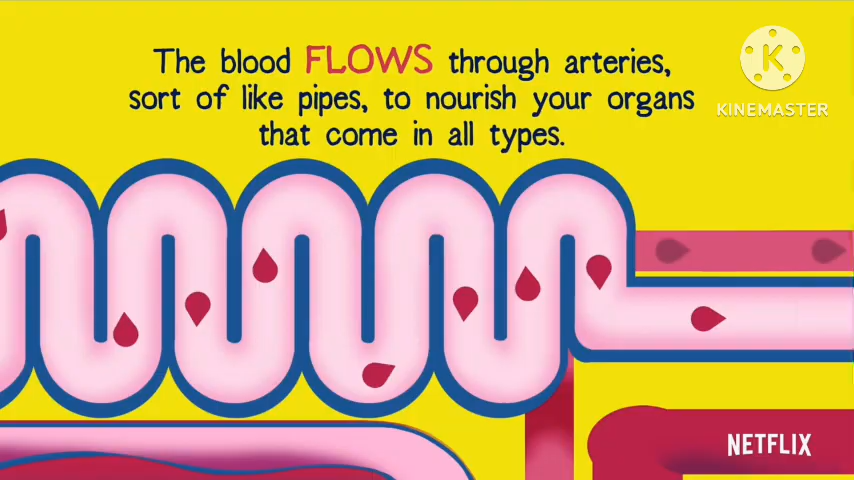 The blood FLOWS through arteries,
sort of like pipes, to nourish your organs
that come in all types.
K
KINEMASTER
NETFLIX